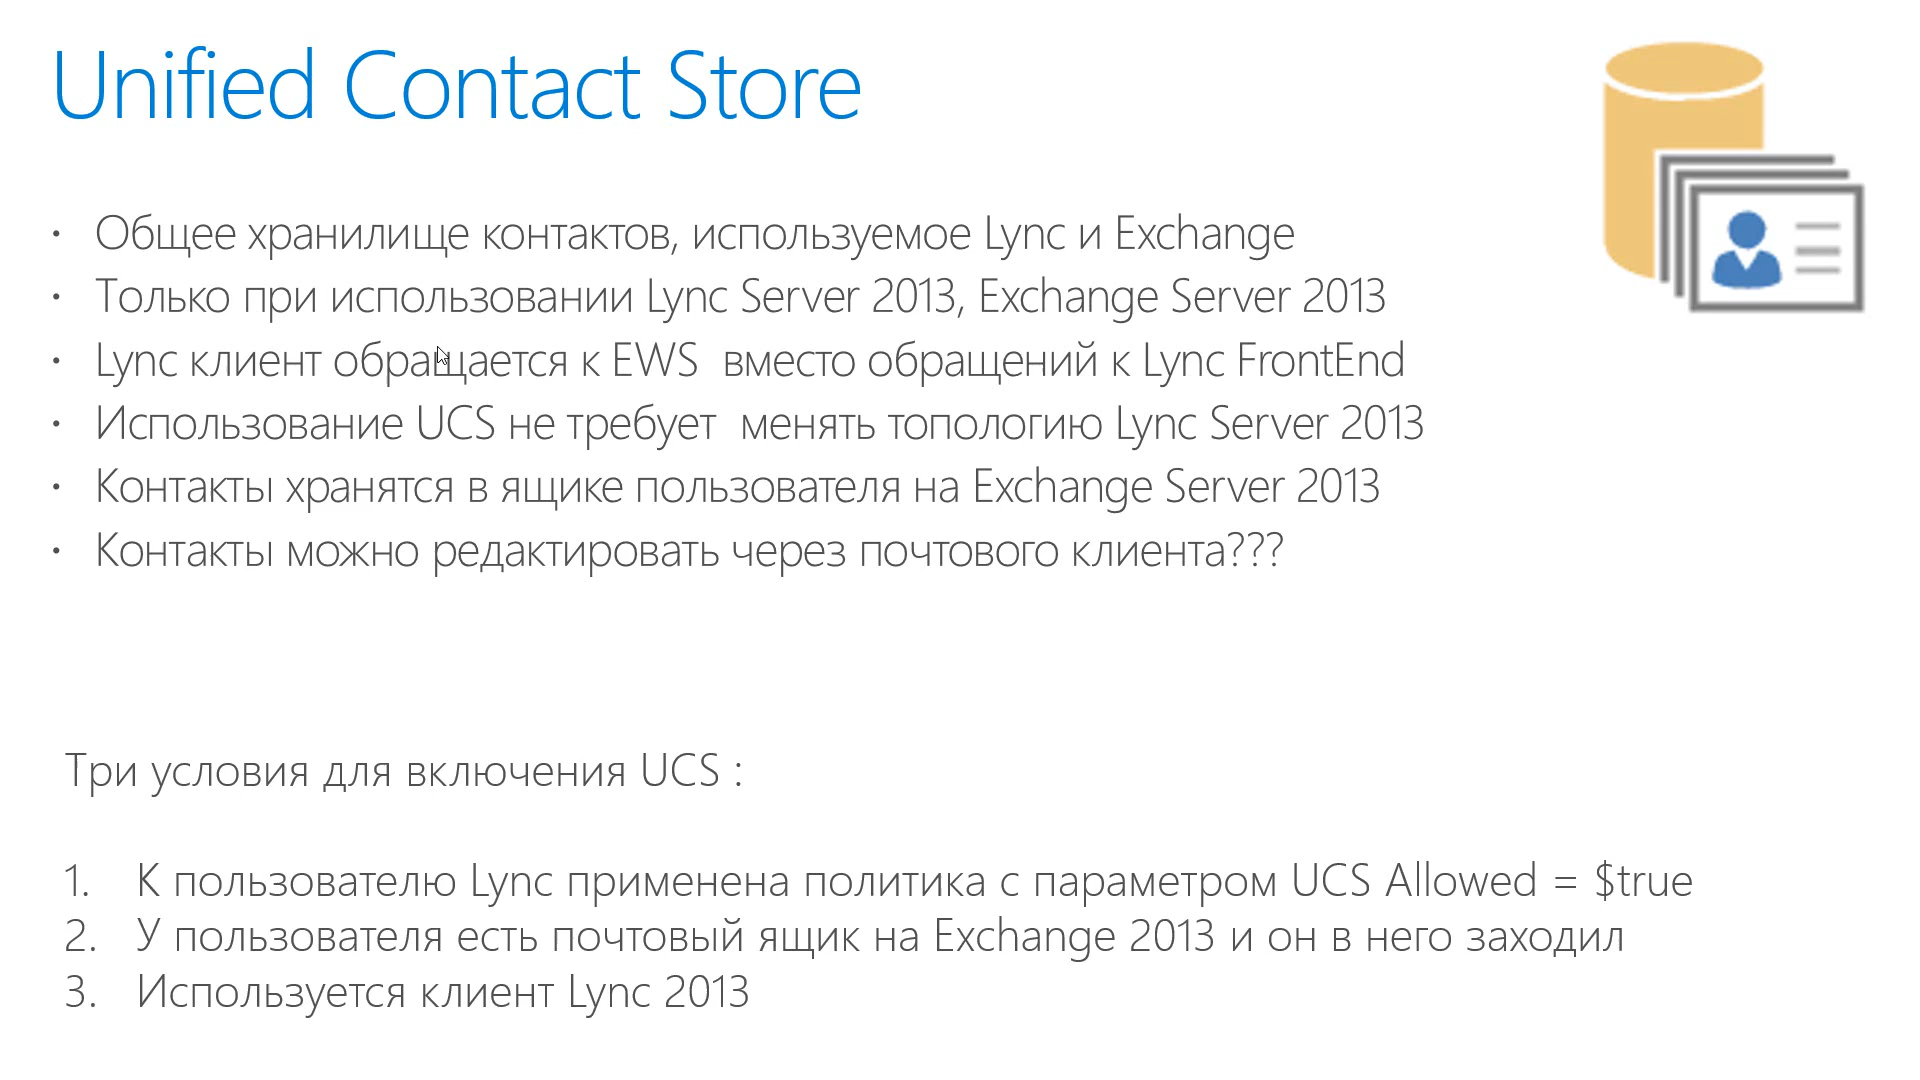 Unified Contact Store
• Общее хранилище контактов, используемое Lync и Exchange
• Только при использовании Lync Server 2013, Exchange Server 2013
• Lync клиент обращается к EWS вместо обращений к Lync FrontEnd
• Использование UCS не требует менять топологию Lync Server 2013
• Контакты хранятся в ящике пользователя на Exchange Server 2013
• Контакты можно редактировать через почтового клиента???
Три условия для включения UCS :
1. К пользователю Lync применена политика с параметром UCS Allowed = $true
2. У пользователя есть почтовый ящик на Exchange 2013 и он в него заходил
3. Используется клиент Lync 2013